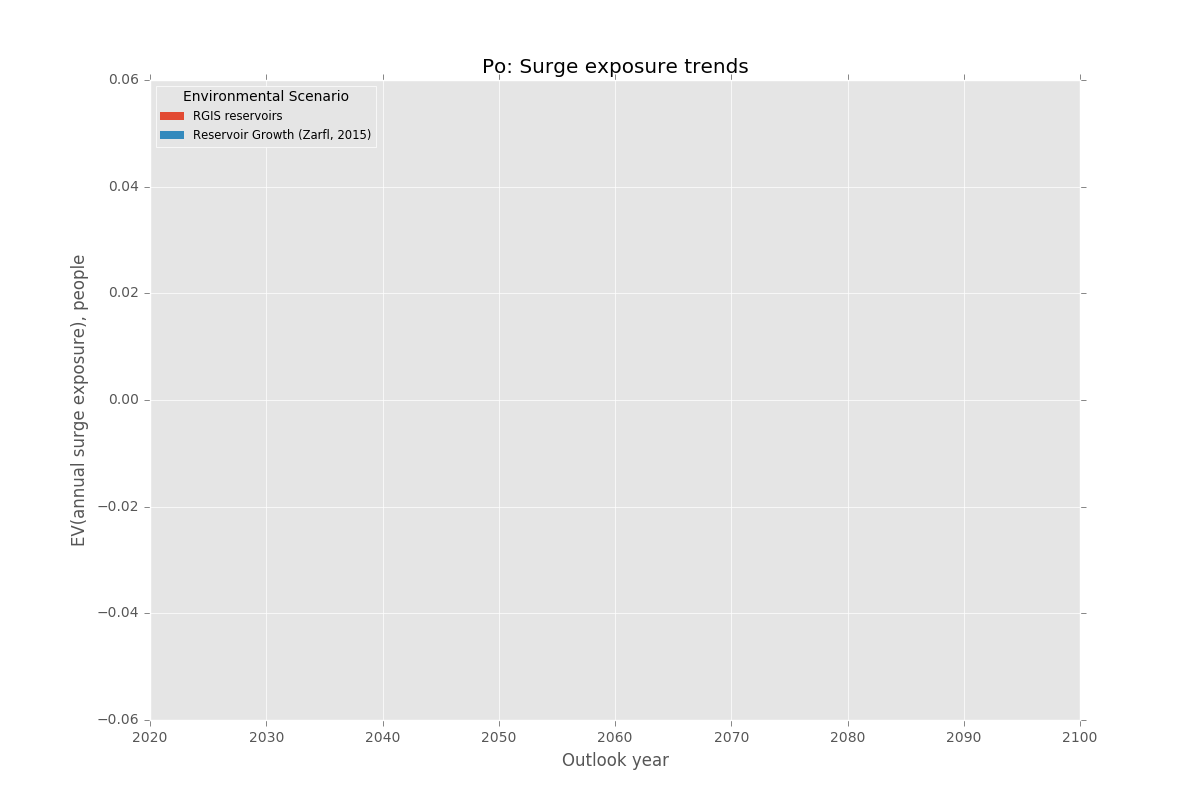 Po: Surge exposure trends
Environmental Scenario
RGIS reservoirs
Reservoir Growth (Zarfl, 2015)
EV(annual surge exposure), people
0.06
0.04
0.02
0.00
−0.02
−0.04
−0.06
2020 2030 2040 2050 2060 2070 2080 2090 2100
Outlook year